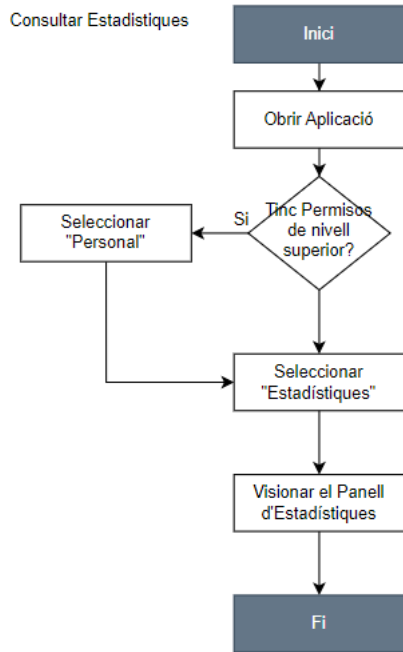 Consultar Estadistiques
Inici
Obrir Aplicació
Tinc Permisos
de nivell
superior?
Si
Seleccionar
"Personal"
Seleccionar
"Estadístiques"
Visionar el Panell
d'Estadístiques
Fi